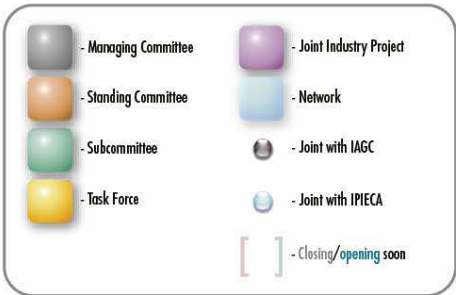 - Managing Committee
- Standing Committee
- Subcommittee
- Task Force
- Joint Industry Project
- Network
- Joint with IAGC
- Joint with IPIECA
[ ] - Closing/opening soon